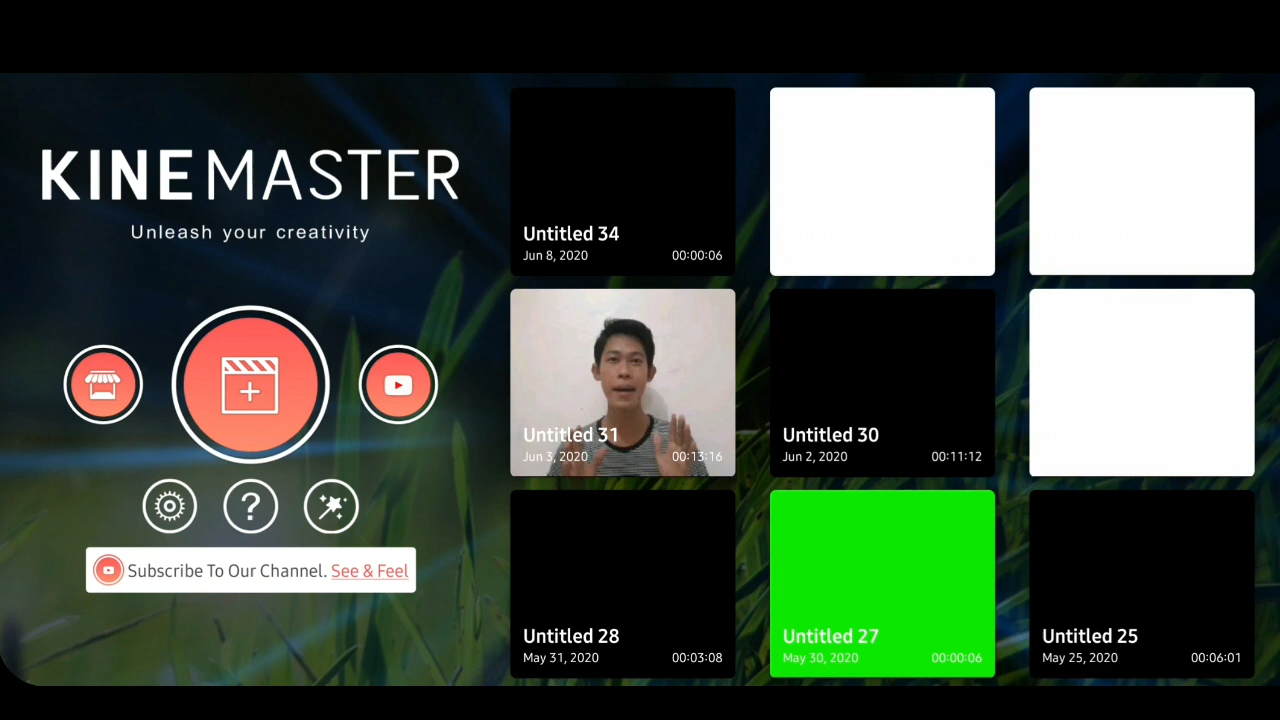 KINEMASTER
Unleash your creativity
Subscribe To Our Channel. See & Feel
Untitled 34
Jun 8, 2020 00:00:06
Untitled 31
Jun 3, 2020 00:13:16
Untitled 30
Jun 2, 2020 00:11:12
Untitled 28
May 31, 2020 00:03:08
Untitled 27
May 30, 2020 00:00:06
Untitled 25
May 25, 2020 00:06:01